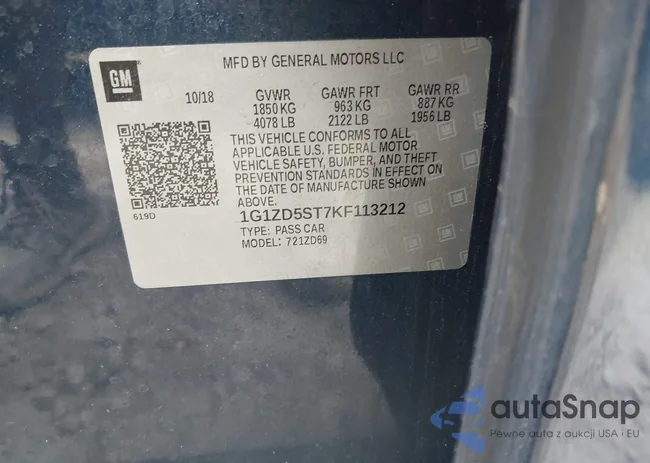 GM
MFD BY GENERAL MOTORS LLC
10/18 GVWR GAWR FRT GAWR RR
1850 KG 963 KG 887 KG
4078 LB 2122 LB 1956 LB
THIS VEHICLE CONFORMS TO ALL
APPLICABLE U.S. FEDERAL MOTOR
VEHICLE SAFETY, BUMPER, AND THEFT
PREVENTION STANDARDS IN EFFECT ON
THE DATE OF MANUFACTURE SHOWN
ABOVE.
619D
1G1ZD5ST7KF113212
TYPE: PASS CAR
MODEL: 721ZD69
autaSnap
Pewne auta z aukcji USA i EU